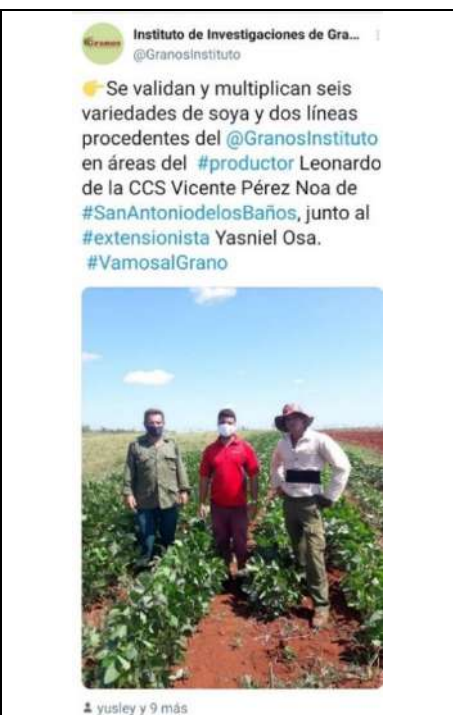 Granos
Instituto de Investigaciones de Gra...
@GranosInstituto
👉Se validan y multiplican seis
variedades de soya y dos líneas
procedentes del @GranosInstituto
en áreas del #productor Leonardo
de la CCS Vicente Pérez Noa de
#SanAntoniodelosBaños, junto al
#extensionista Yasniel Osa.
#VamosalGrano
yusley y 9 más